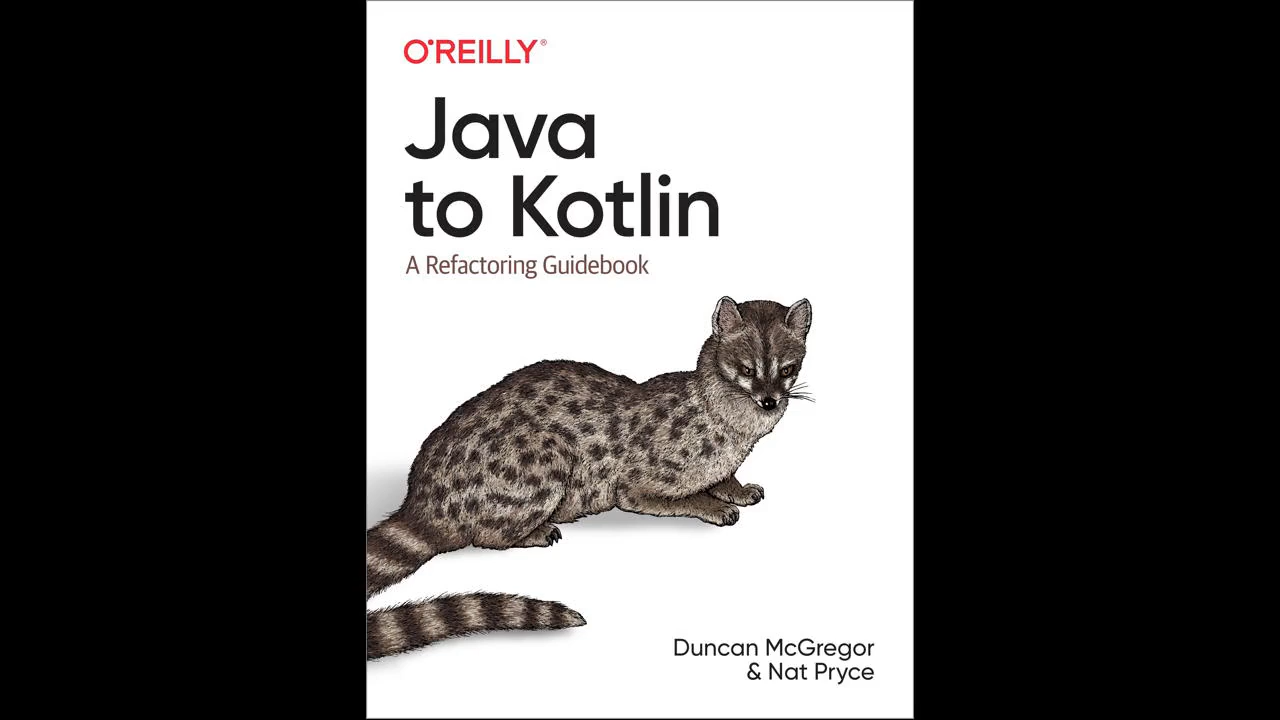 O'REILLY®
Java
to Kotlin
A Refactoring Guidebook
Duncan McGregor
& Nat Pryce